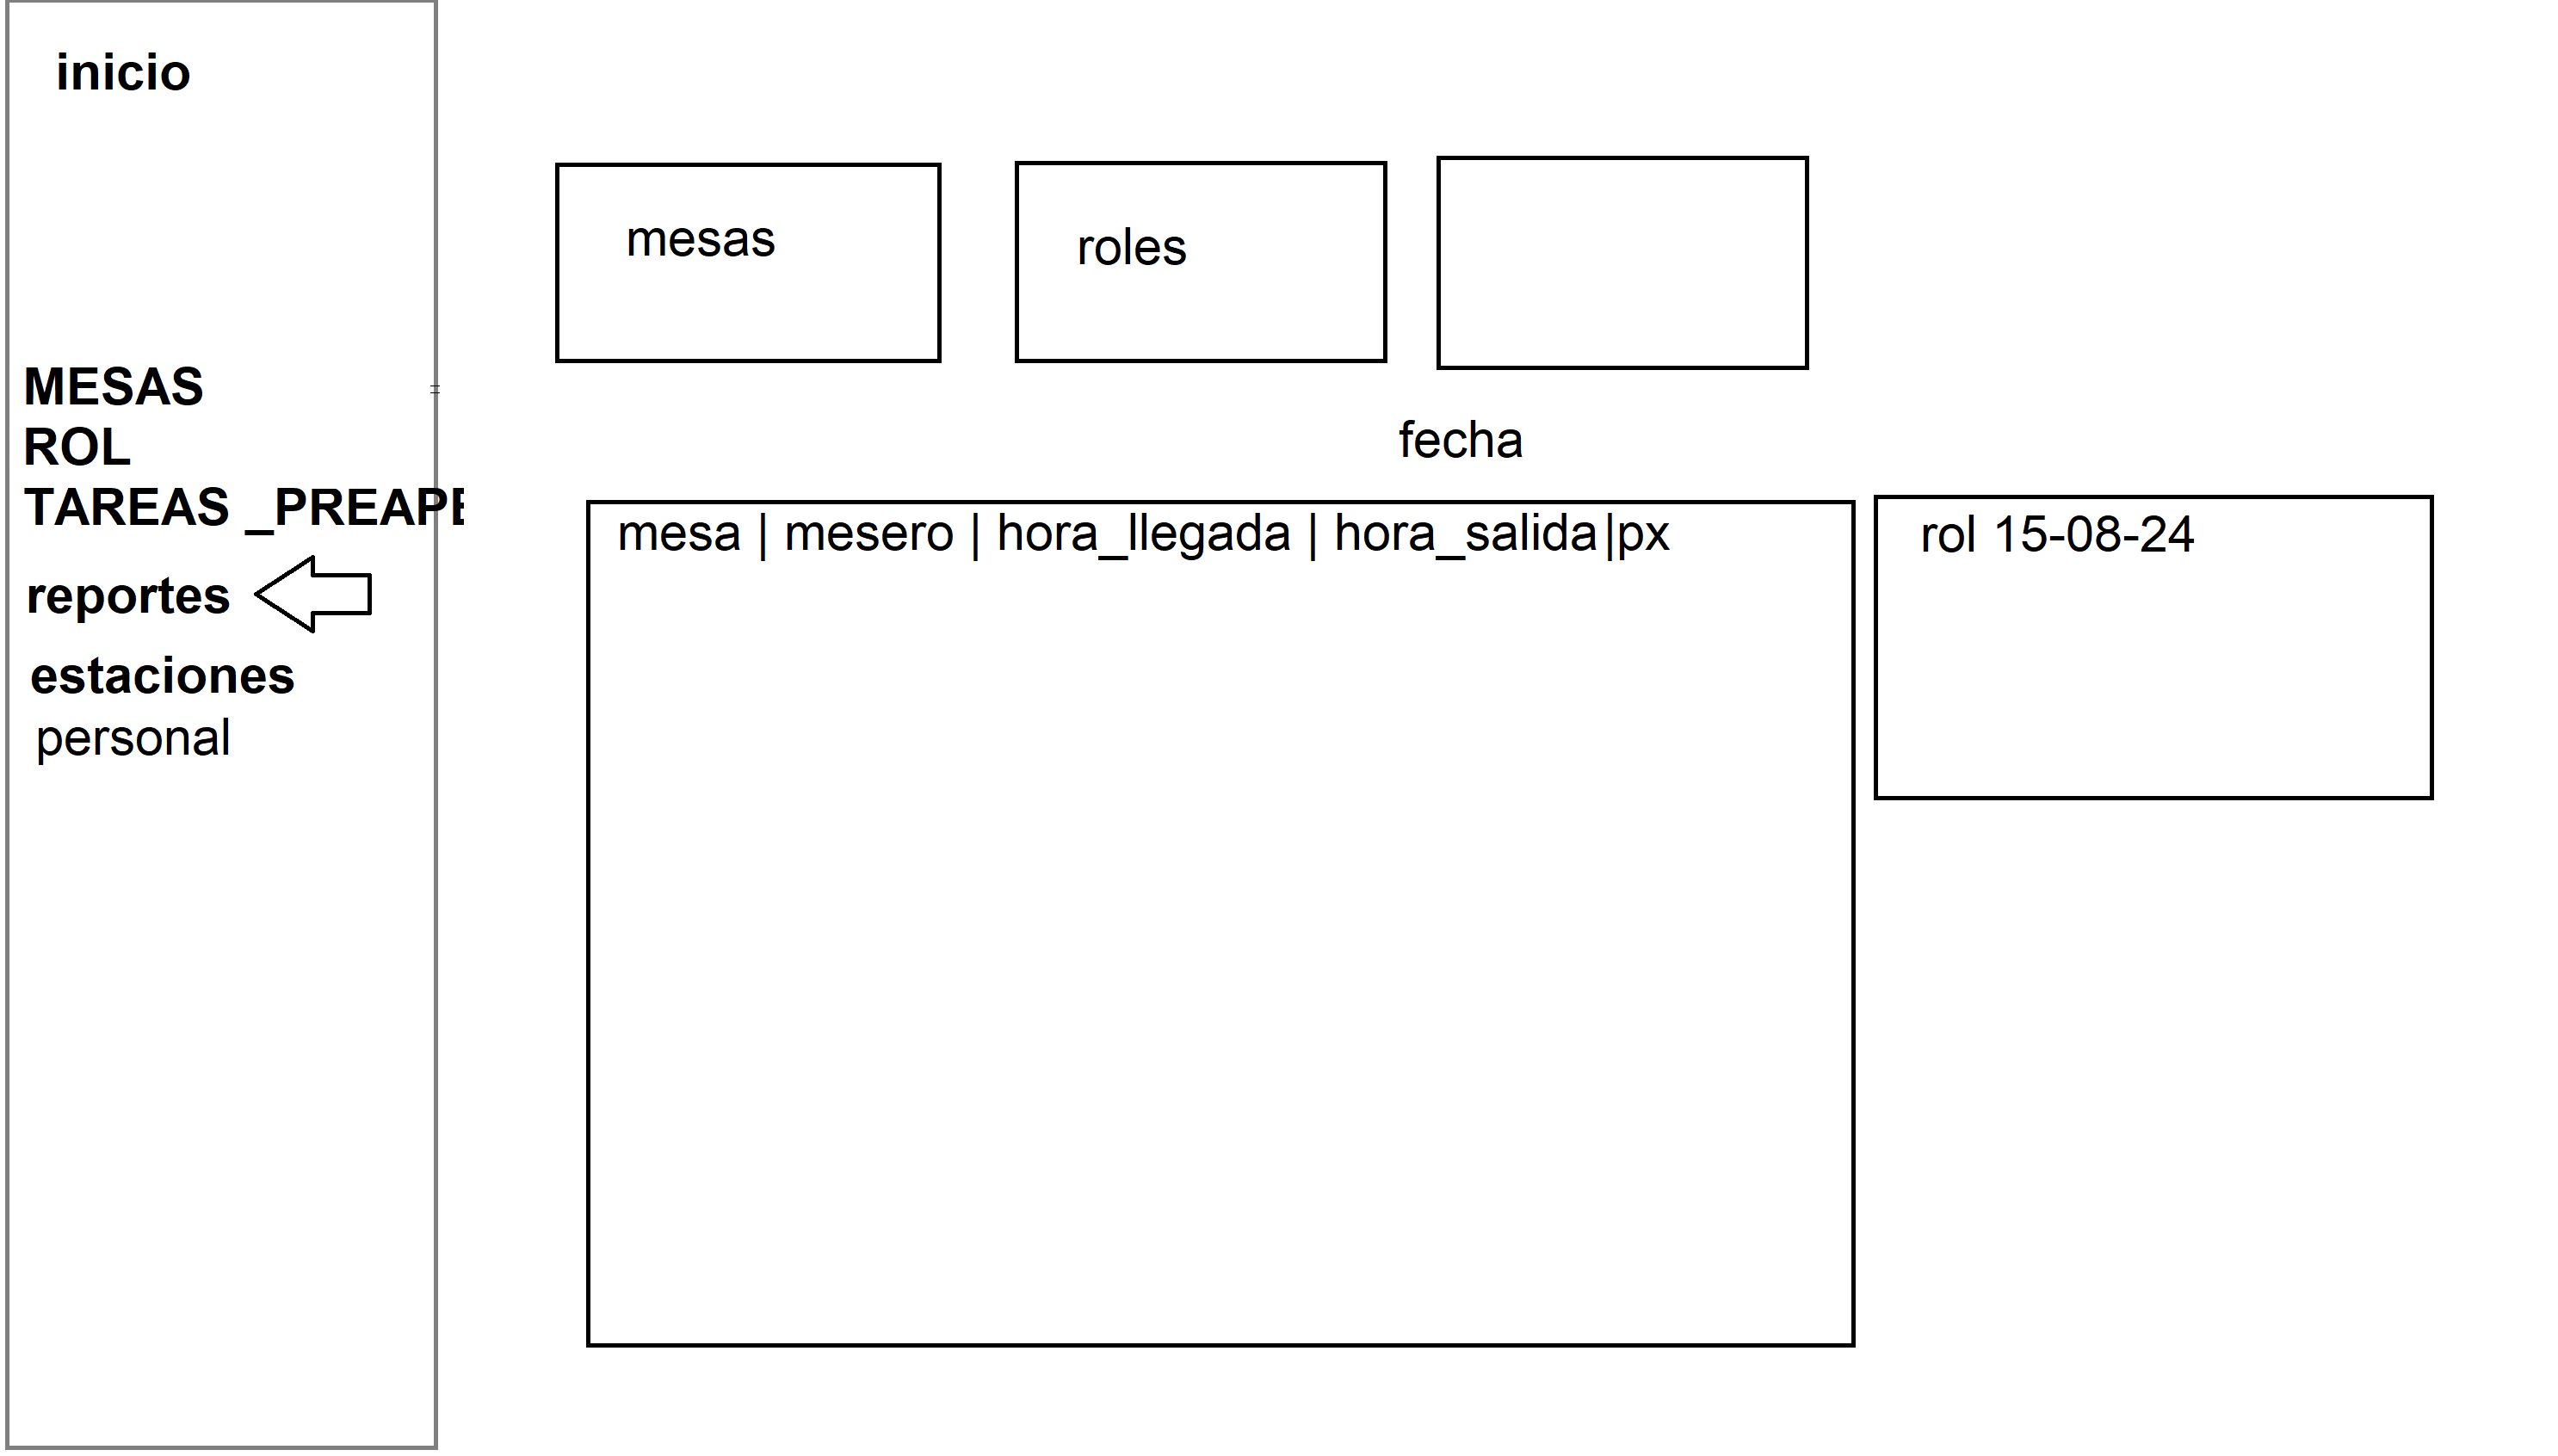 inicio
MESAS
ROL
TAREAS _PREAPE
reportes
estaciones
personal
mesas
roles
fecha
mesa | mesero | hora_llegada | hora_salida|px
rol 15-08-24